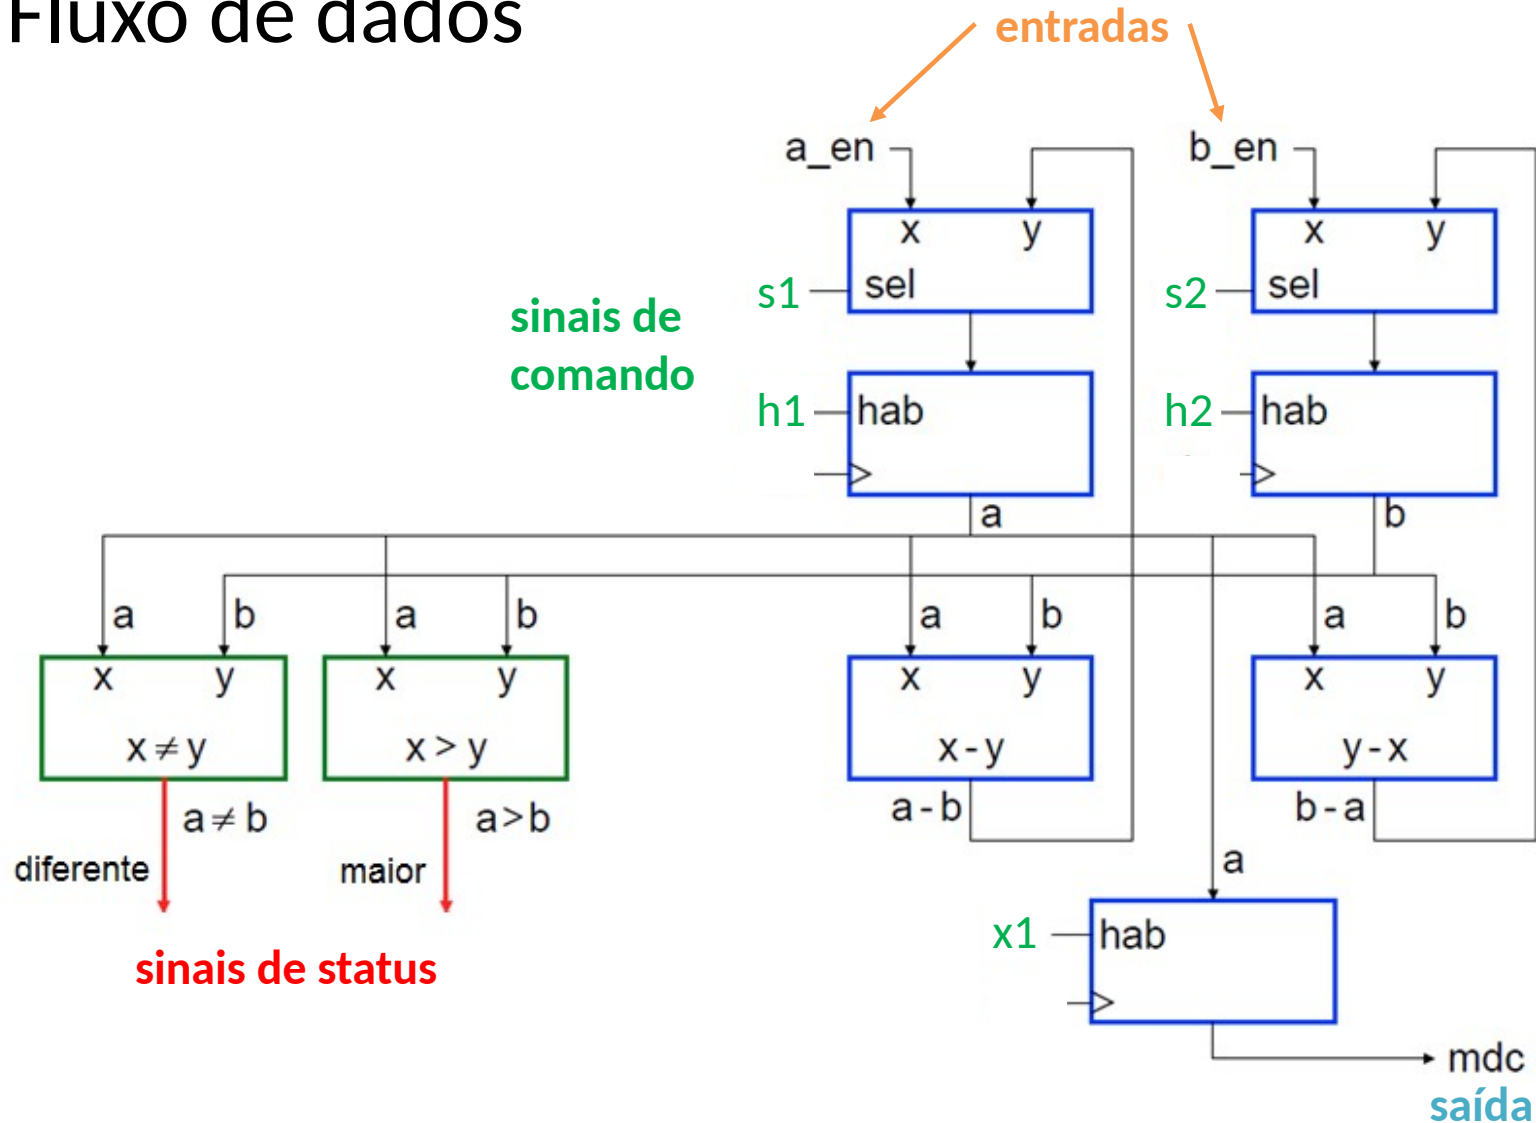 Fluxo de dados
entradas
a_en
b_en
x y
x y
s1 sel
s2 sel
sinais de
comando
h1 hab
h2 hab
a
b
a b a b a b a b
x y x y x y x y
x ≠ y x > y x - y y - x
a ≠ b a > b a - b b - a
diferente maior a
x1 hab
sinais de status
mdc
saída